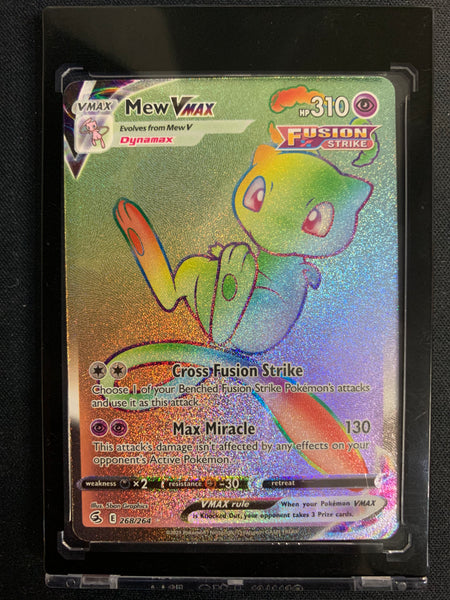 VMAX
Mew VMAX
HP 310
Evolves from Mew V
Dynamax
FUSION
STRIKE
Cross Fusion Strike
Choose 1 of your Benched Fusion Strike Pokémon's attacks
and use it as this attack.
Max Miracle 130
This attack's damage isn't affected by any effects on your
opponent's Active Pokémon.
weakness ×2 resistance -30 retreat
Illus. 5ban Graphics
VMAX rule When your Pokémon VMAX
is Knocked Out, your opponent takes 3 Prize cards.
E 268/264